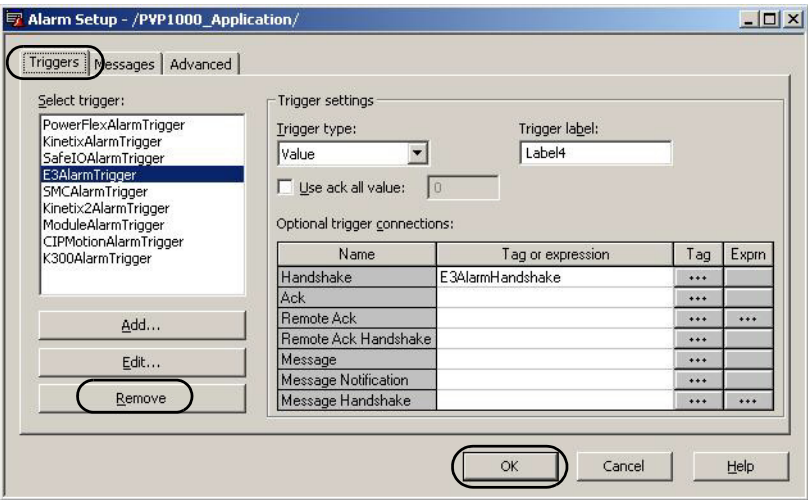 Alarm Setup - /PVP1000_Application/
Triggers Messages Advanced
Select trigger:
PowerFlexAlarmTrigger
KinetixAlarmTrigger
SafeIOAlarmTrigger
E3AlarmTrigger
SMCAlarmTrigger
Kinetix2AlarmTrigger
ModuleAlarmTrigger
CIPMotionAlarmTrigger
K300AlarmTrigger
Add...
Edit...
Remove
Trigger settings
Trigger type: Trigger label:
Value Label4
Use ack all value: 0
Optional trigger connections:
Name Tag or expression Tag Exprn
Handshake E3AlarmHandshake ...
Ack ...
Remote Ack ... ...
Remote Ack Handshake ...
Message ...
Message Notification ...
Message Handshake ... ...
OK Cancel Help